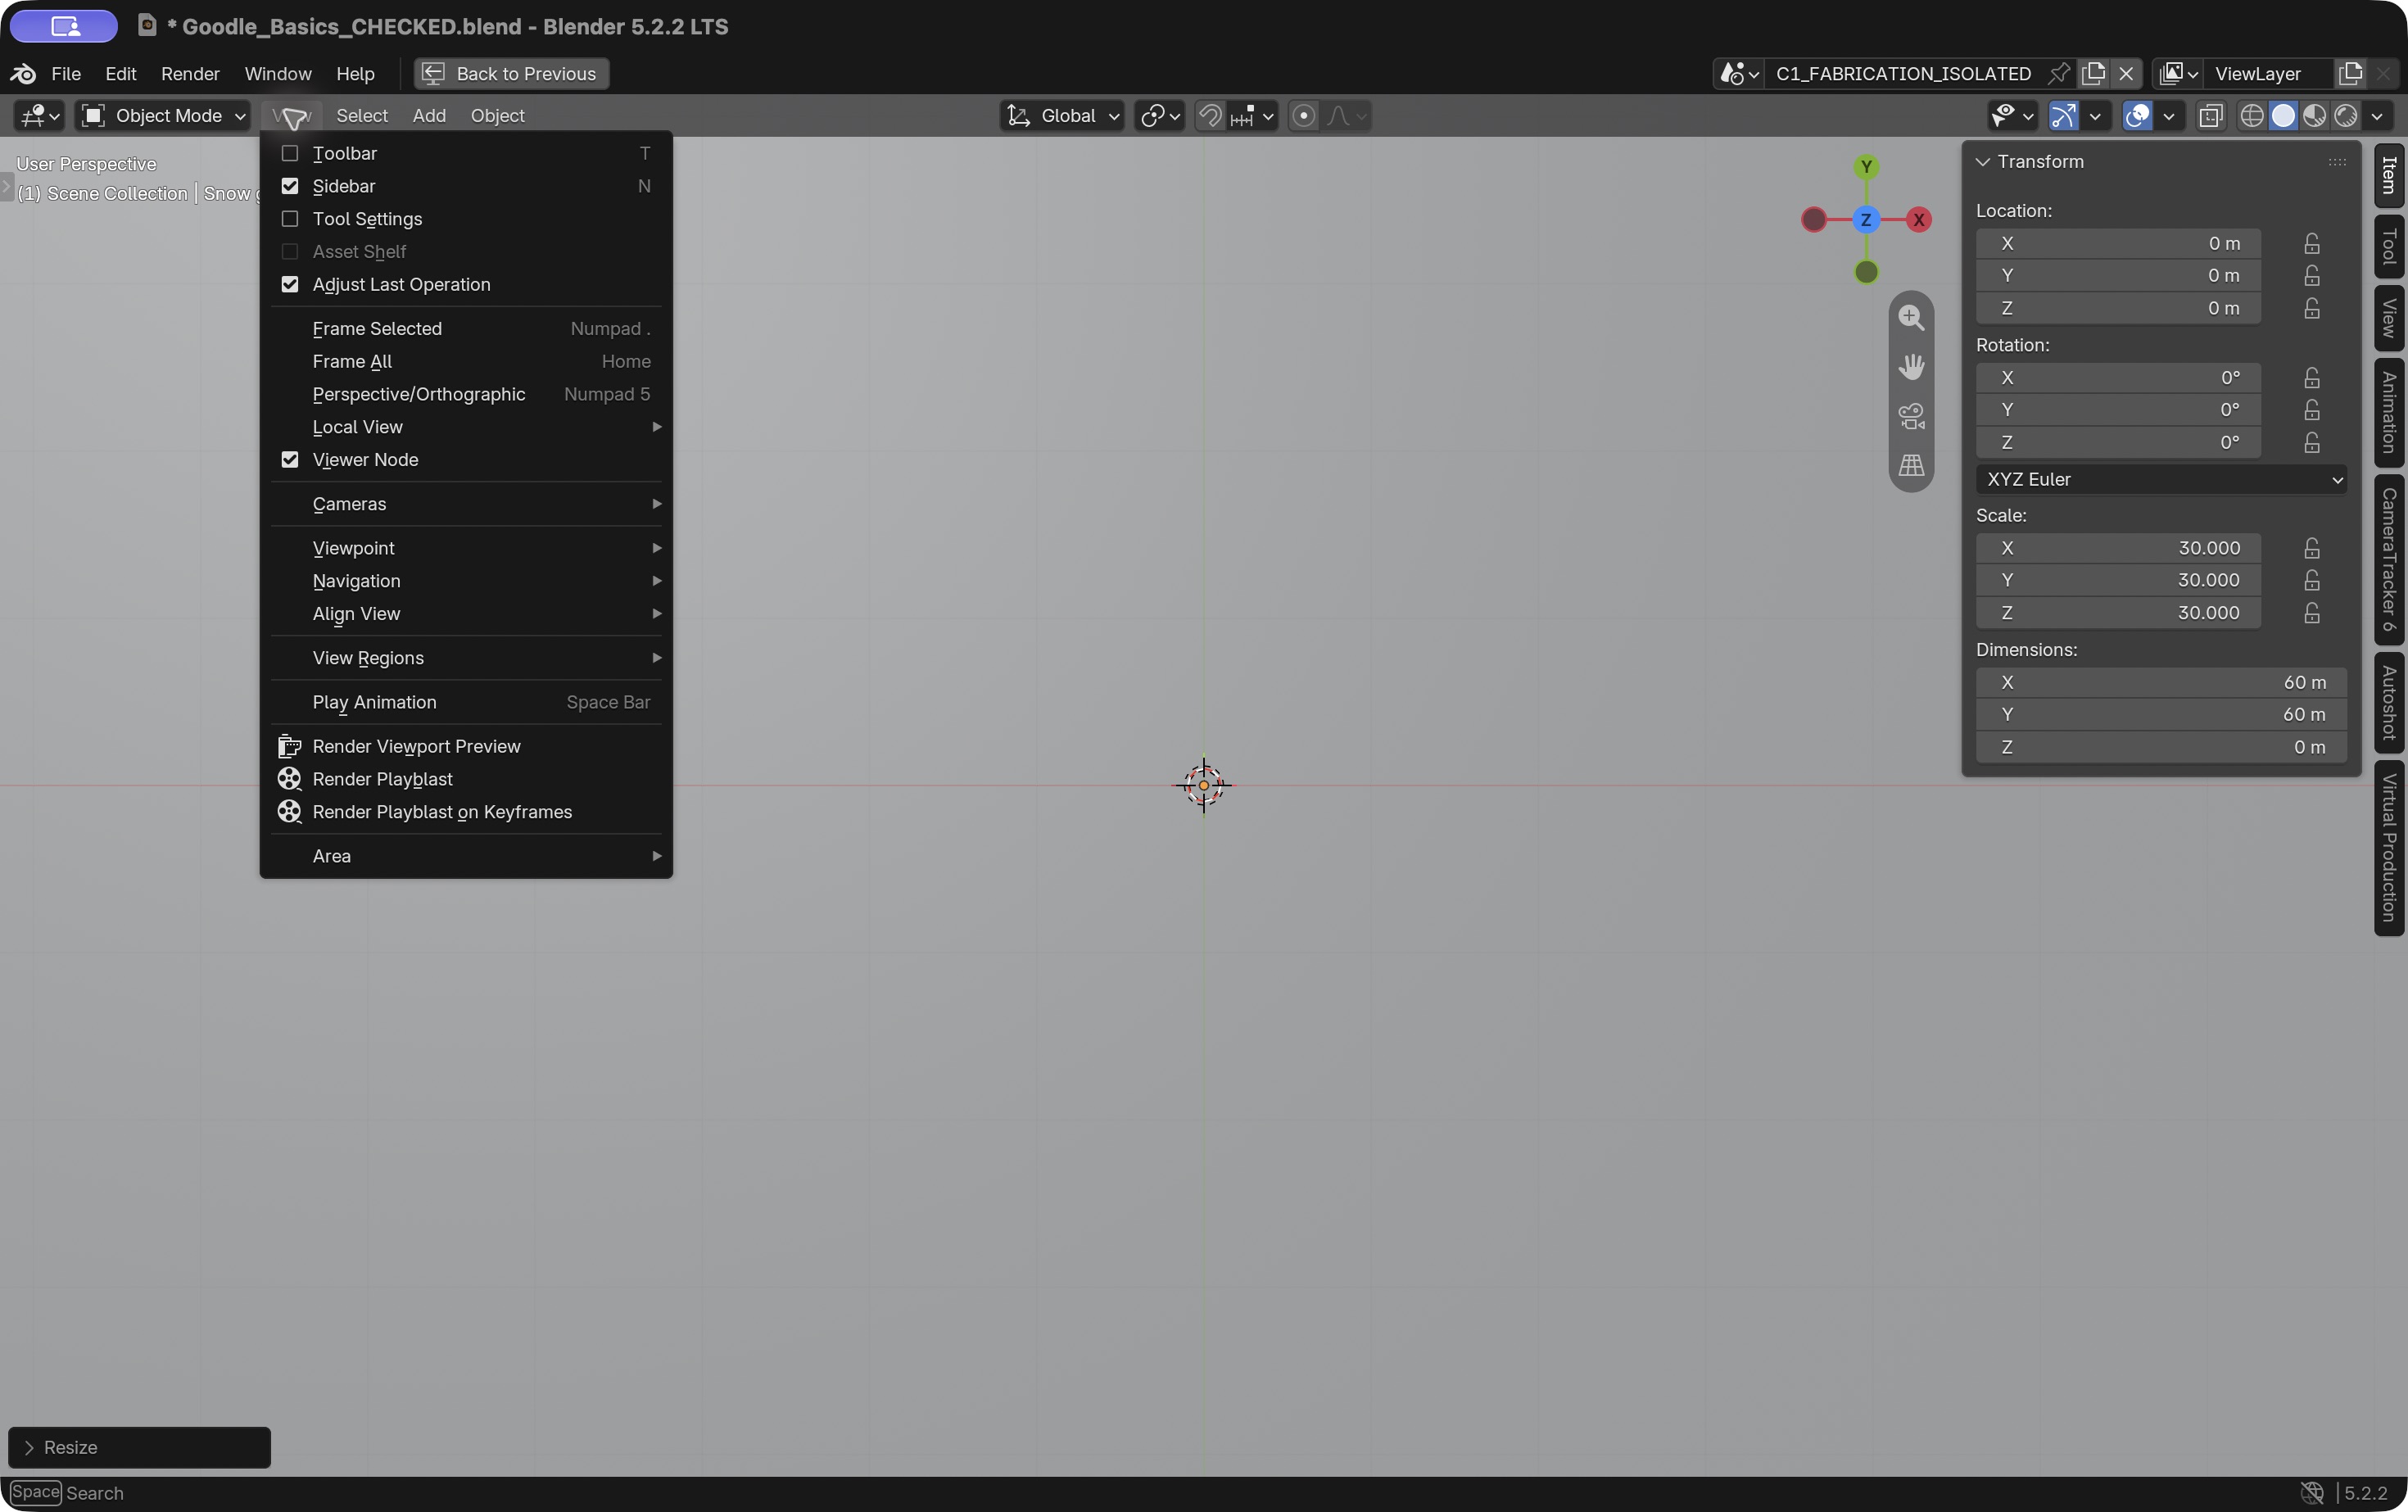 * Goodle_Basics_CHECKED.blend - Blender 5.2.2 LTS
File Edit Render Window Help Back to Previous C1_FABRICATION_ISOLATED ViewLayer
Object Mode Select Add Object Global
User Perspective
(1) Scene Collection | Snow
Toolbar T
Sidebar N
Tool Settings
Asset Shelf
Adjust Last Operation
Frame Selected Numpad .
Frame All Home
Perspective/Orthographic Numpad 5
Local View
Viewer Node
Cameras
Viewpoint
Navigation
Align View
View Regions
Play Animation Space Bar
Render Viewport Preview
Render Playblast
Render Playblast on Keyframes
Area
Y
Z X
Transform
Location:
X 0 m
Y 0 m
Z 0 m
Rotation:
X 0°
Y 0°
Z 0°
XYZ Euler
Scale:
X 30.000
Y 30.000
Z 30.000
Dimensions:
X 60 m
Y 60 m
Z 0 m
Item
Tool
View
Animation
CameraTracker 6
Autoshot
Virtual Production
Resize
Space Search 5.2.2